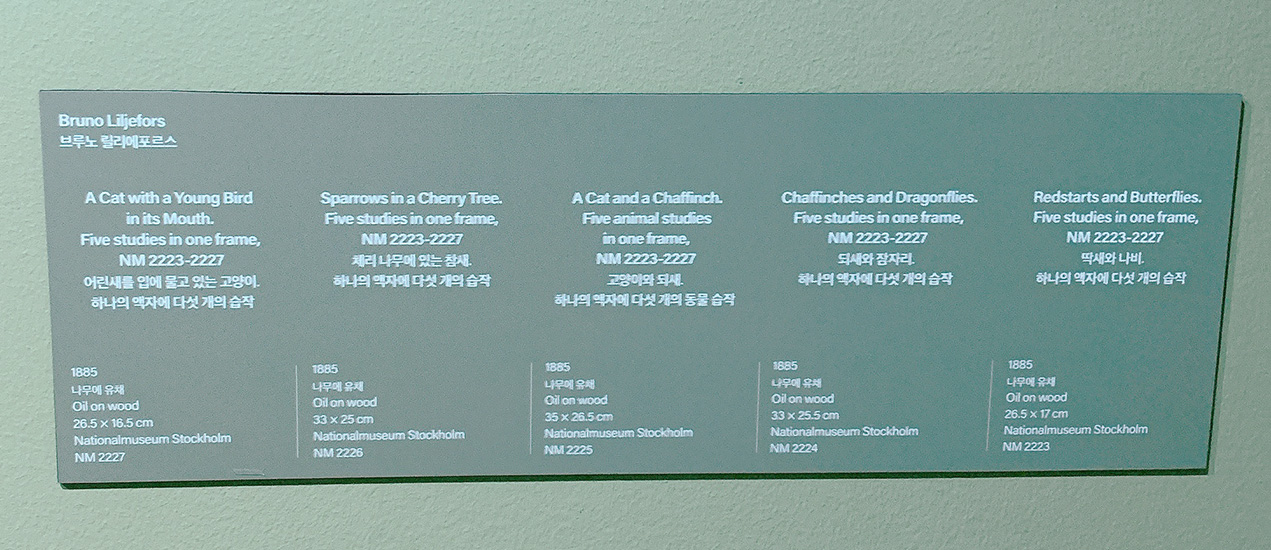 Bruno Liljefors
브루노 릴리에포르스
A Cat with a Young Bird
in its Mouth.
Five studies in one frame,
NM 2223-2227
어린새를 입에 물고 있는 고양이.
하나의 액자에 다섯 개의 습작
1885
나무에 유채
Oil on wood
26.5 × 16.5 cm
Nationalmuseum Stockholm
NM 2227
Sparrows in a Cherry Tree.
Five studies in one frame,
NM 2223-2227
체리 나무에 있는 참새.
하나의 액자에 다섯 개의 습작
1885
나무에 유채
Oil on wood
33 × 25 cm
Nationalmuseum Stockholm
NM 2226
A Cat and a Chaffinch.
Five animal studies
in one frame,
NM 2223-2227
고양이와 되새.
하나의 액자에 다섯 개의 동물 습작
1885
나무에 유채
Oil on wood
35 × 26.5 cm
Nationalmuseum Stockholm
NM 2225
Chaffinches and Dragonflies.
Five studies in one frame,
NM 2223-2227
되새와 잠자리.
하나의 액자에 다섯 개의 습작
1885
나무에 유채
Oil on wood
33 × 25.5 cm
Nationalmuseum Stockholm
NM 2224
Redstarts and Butterflies.
Five studies in one frame,
NM 2223-2227
딱새와 나비.
하나의 액자에 다섯 개의 습작
1885
나무에 유채
Oil on wood
26.5 × 17 cm
Nationalmuseum Stockholm
NM 2223